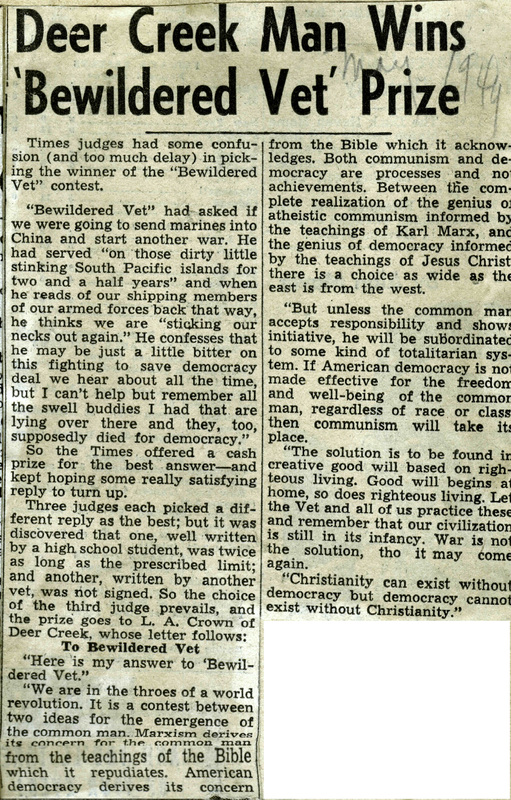 Deer Creek Man Wins
'Bewildered Vet' Prize
May 1949
Times judges had some confu-
sion (and too much delay) in pick-
ing the winner of the "Bewildered
Vet" contest.
"Bewildered Vet" had asked if
we were going to send marines into
China and start another war. He
had served "on those dirty little
stinking South Pacific islands for
two and a half years" and when
he reads of our shipping members
of our armed forces back that way,
he thinks we are "sticking our
necks out again." He confesses that
he may be just a little bitter on
this fighting to save democracy
deal we hear about all the time,
but I can't help but remember all
the swell buddies I had that are
lying over there and they, too,
supposedly died for democracy."
So the Times offered a cash
prize for the best answer—and
kept hoping some really satisfying
reply to turn up.
Three judges each picked a dif-
ferent reply as the best; but it was
discovered that one, well written
by a high school student, was twice
as long as the prescribed limit;
and another, written by another
vet, was not signed. So the choice
of the third judge prevails, and
the prize goes to L. A. Crown of
Deer Creek, whose letter follows:
To Bewildered Vet
"Here is my answer to 'Bewil-
dered Vet."
"We are in the throes of a world
revolution. It is a contest between
two ideas for the emergence of
the common man. Marxism derives
its concern for the common man
from the teachings of the Bible
which it repudiates. American
democracy derives its concern
from the Bible which it acknow-
ledges. Both communism and de-
mocracy are processes and not
achievements. Between the com-
plete realization of the genius of
atheistic communism informed by
the teachings of Karl Marx, and
the genius of democracy informed
by the teachings of Jesus Christ
there is a choice as wide as the
east is from the west.
"But unless the common man
accepts responsibility and shows
initiative, he will be subordinated
to some kind of totalitarian sys-
tem. If American democracy is not
made effective for the freedom
and well-being of the common
man, regardless of race or class
then communism will take its
place.
"The solution is to be found in
creative good will based on righ-
teous living. Good will begins at
home, so does righteous living. Let
the Vet and all of us practice these
and remember that our civilization
is still in its infancy. War is not
the solution, tho it may come
again.
"Christianity can exist without
democracy but democracy cannot
exist without Christianity."